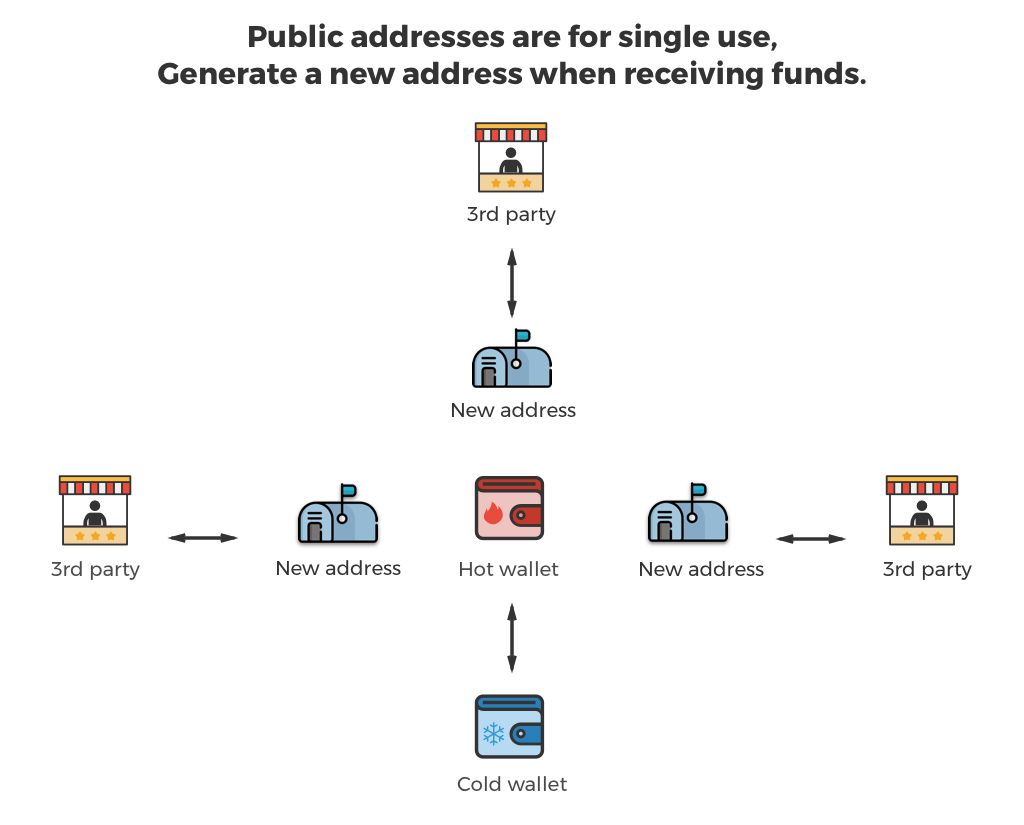 Public addresses are for single use,
Generate a new address when receiving funds.
3rd party
New address
3rd party
New address
Hot wallet
New address
3rd party
Cold wallet